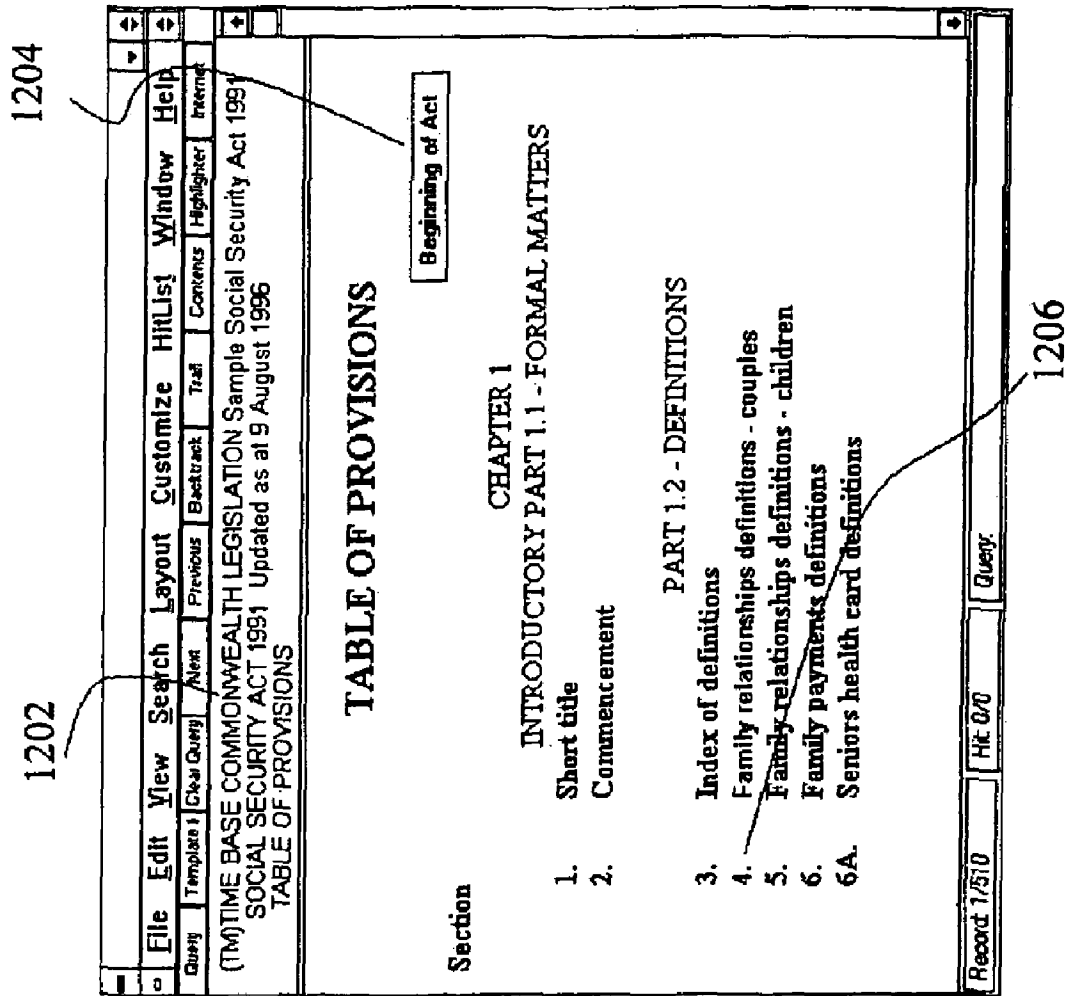 1202
1204
File Edit View Search Layout Customize HitList Window Help
Query Template Clear Query Next Previous Backtrack Trail Contents Highlighter Internet
(TM)TIME BASE COMMONWEALTH LEGISLATION Sample Social Security Act 1991
SOCIAL SECURITY ACT 1991 Updated as at 9 August 1996
TABLE OF PROVISIONS
TABLE OF PROVISIONS
Beginning of Act
Section
CHAPTER 1
INTRODUCTORY PART 1.1 - FORMAL MATTERS
1. Short title
2. Commencement
PART 1.2 - DEFINITIONS
3. Index of definitions
4. Family relationships definitions - couples
5. Family relationships definitions - children
6. Family payments definitions
6A. Seniors health card definitions
Record: 1/510 Hit: 0/0 Query:
1206